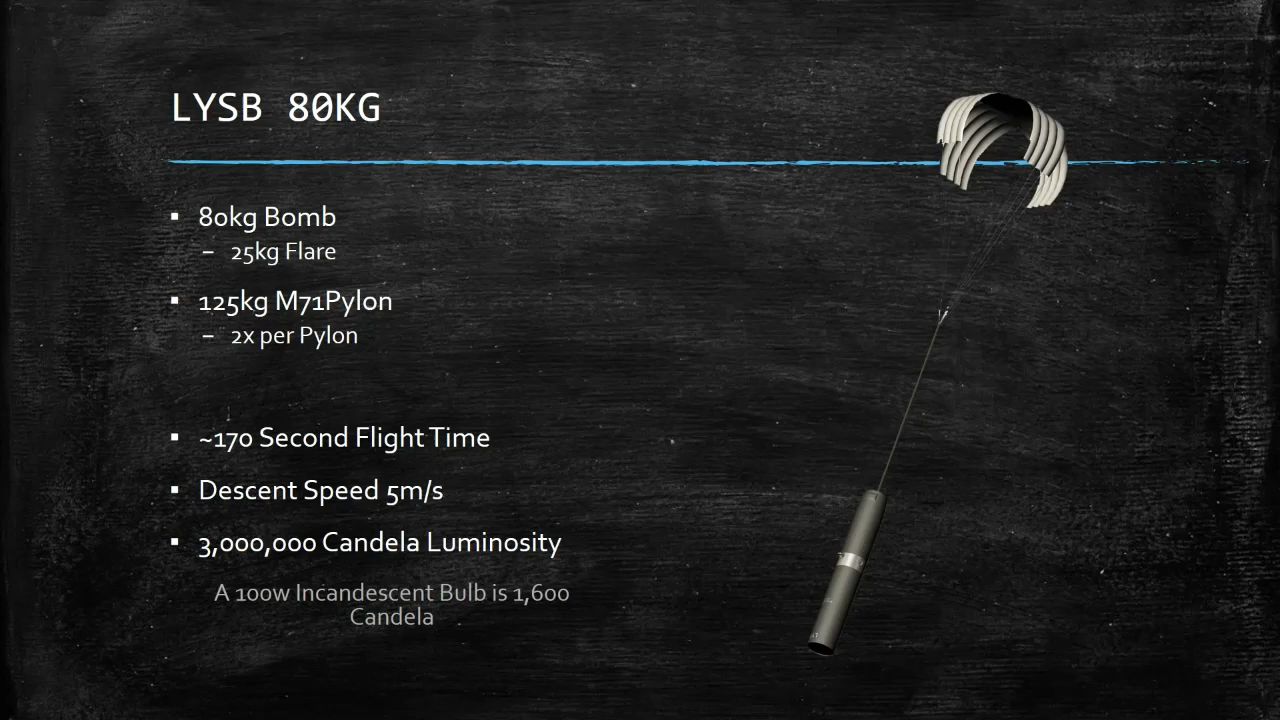 LYSB 80KG
▪ 80kg Bomb
– 25kg Flare
▪ 125kg M71Pylon
– 2x per Pylon
▪ ~170 Second Flight Time
▪ Descent Speed 5m/s
▪ 3,000,000 Candela Luminosity
A 100w Incandescent Bulb is 1,600
Candela